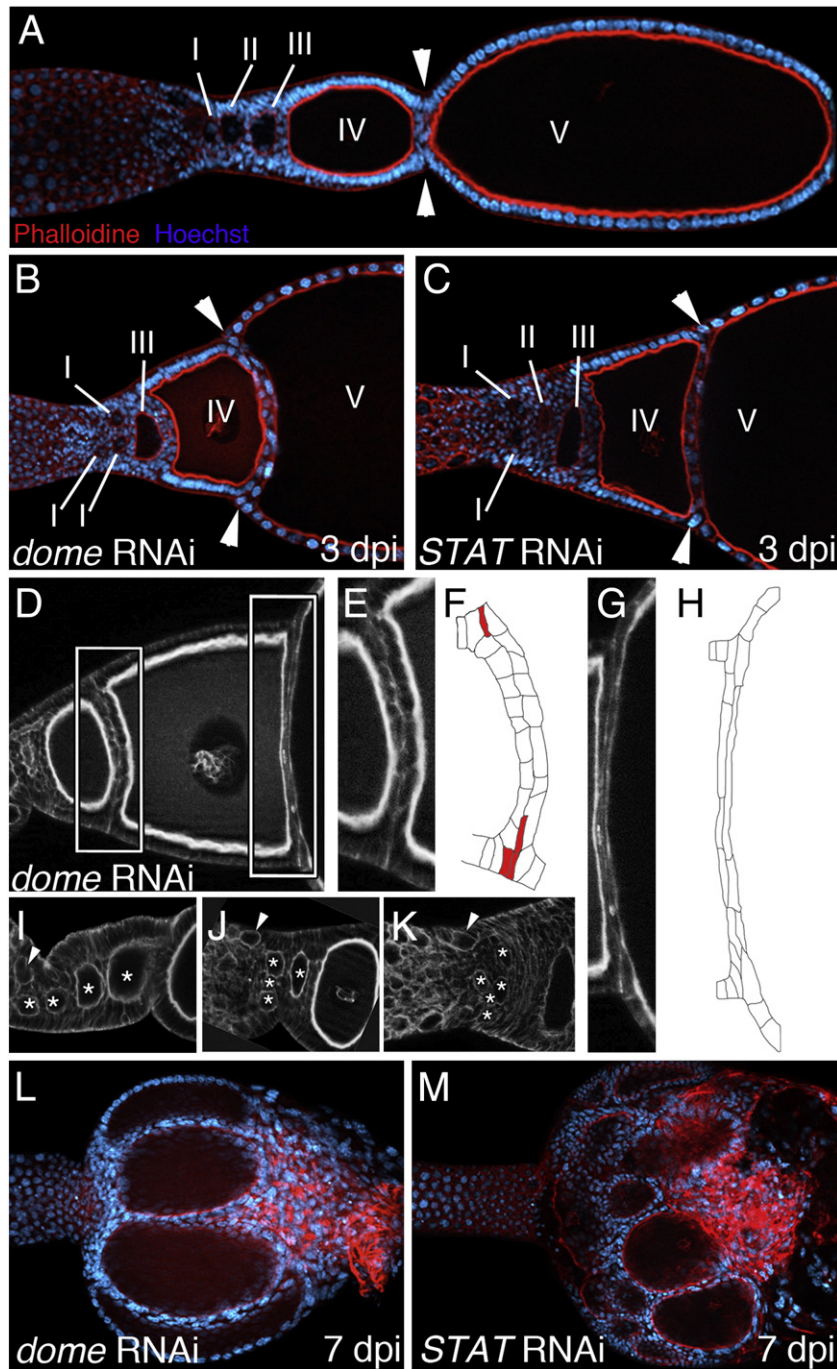 A
I
II
III
IV
V
Phalloidine Hoechst
B
I
III
IV
V
I
I
dome RNAi
3 dpi
C
I
II
III
IV
V
I
STAT RNAi
3 dpi
D
dome RNAi
E
F
G
H
I
* * * *
J
* * * *
K
* * * * *
L
dome RNAi
7 dpi
M
STAT RNAi
7 dpi